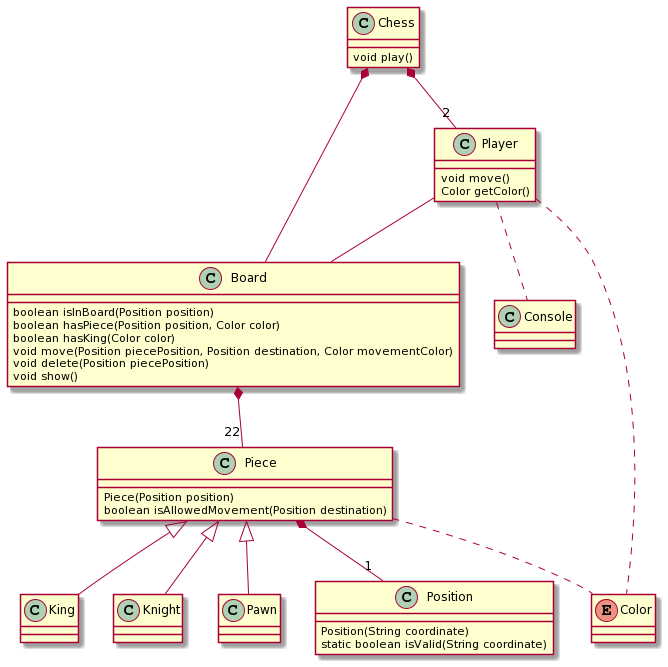 C Chess
void play()
2
C Player
void move()
Color getColor()
C Board
boolean isInBoard(Position position)
boolean hasPiece(Position position, Color color)
boolean hasKing(Color color)
void move(Position piecePosition, Position destination, Color movementColor)
void delete(Position piecePosition)
void show()
C Console
22
C Piece
Piece(Position position)
boolean isAllowedMovement(Position destination)
1
C King
C Knight
C Pawn
C Position
Position(String coordinate)
static boolean isValid(String coordinate)
E Color